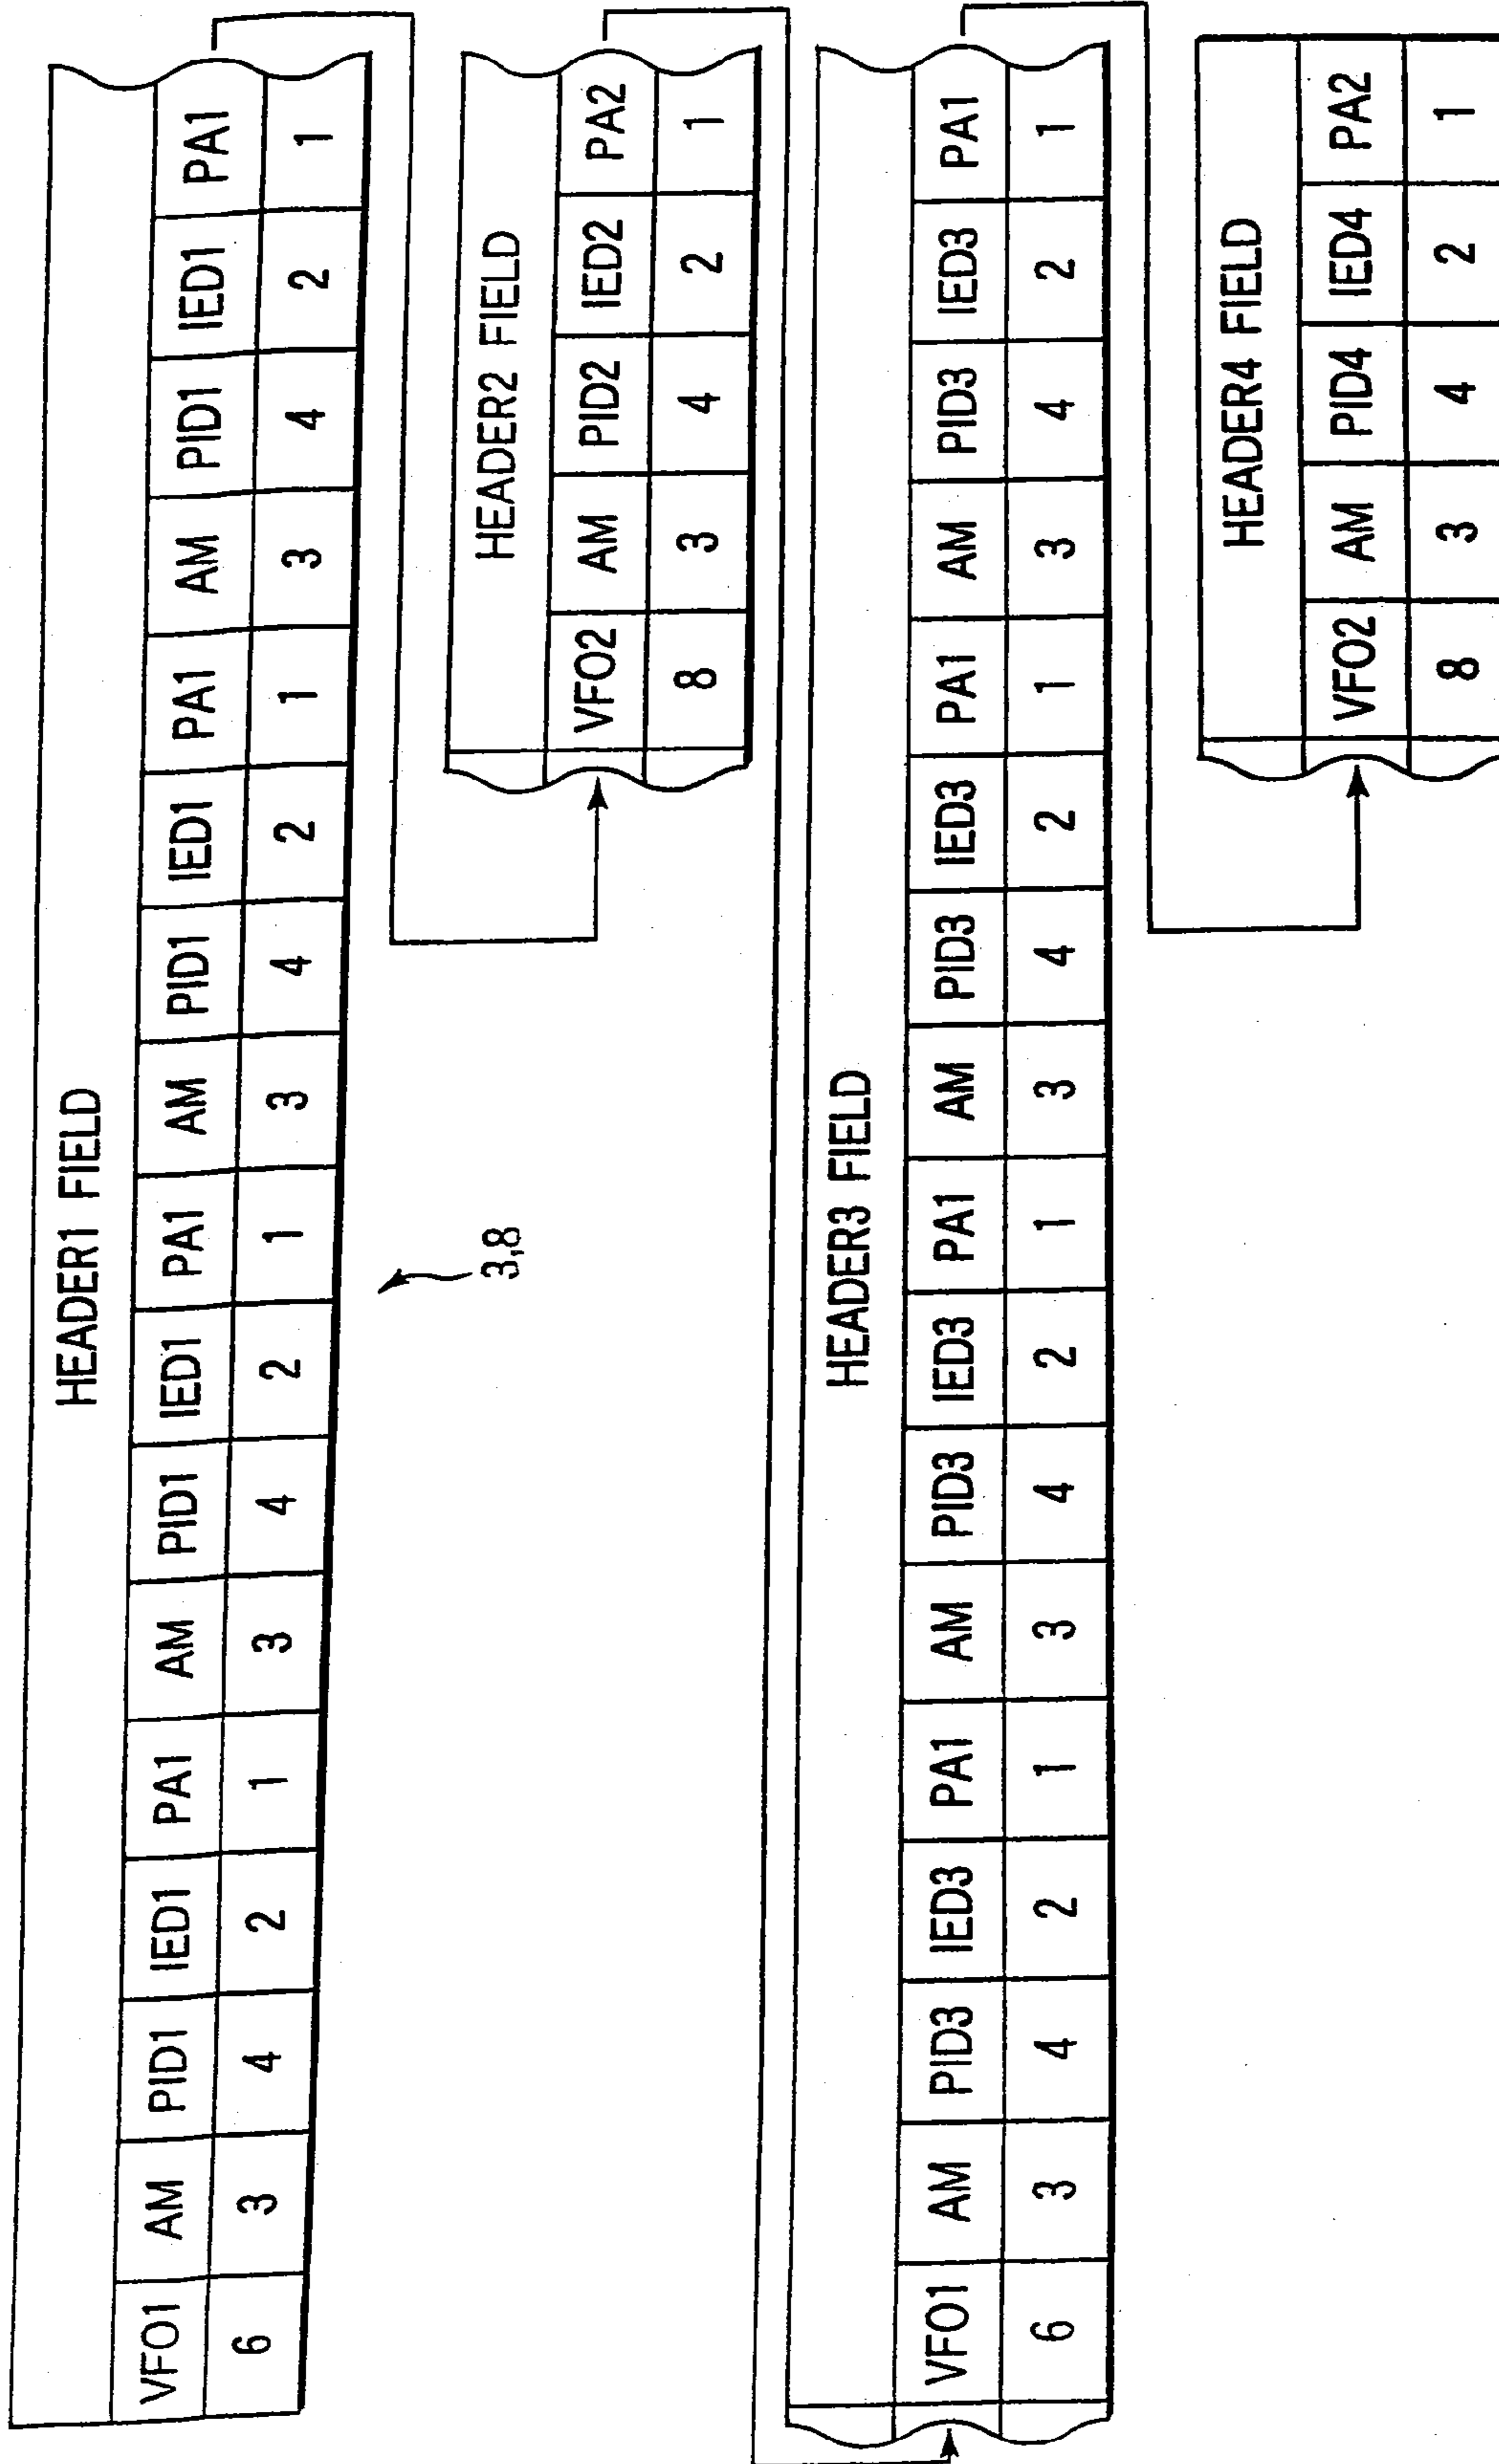 HEADER1 FIELD
VFO1 AM PID1 IED1 PA1 AM PID1 IED1 PA1 AM PID1 IED1 PA1 AM PID1 IED1 PA1
6 3 4 2 1 3 4 2 1 3 4 2 1 3 4 2 1
3,8
HEADER2 FIELD
VFO2 AM PID2 IED2 PA2
8 3 4 2 1
HEADER3 FIELD
VFO1 AM PID3 IED3 PA1 AM PID3 IED3 PA1 AM PID3 IED3 PA1 AM PID3 IED3 PA1
6 3 4 2 1 3 4 2 1 3 4 2 1 3 4 2 1
HEADER4 FIELD
VFO2 AM PID4 IED4 PA2
8 3 4 2 1